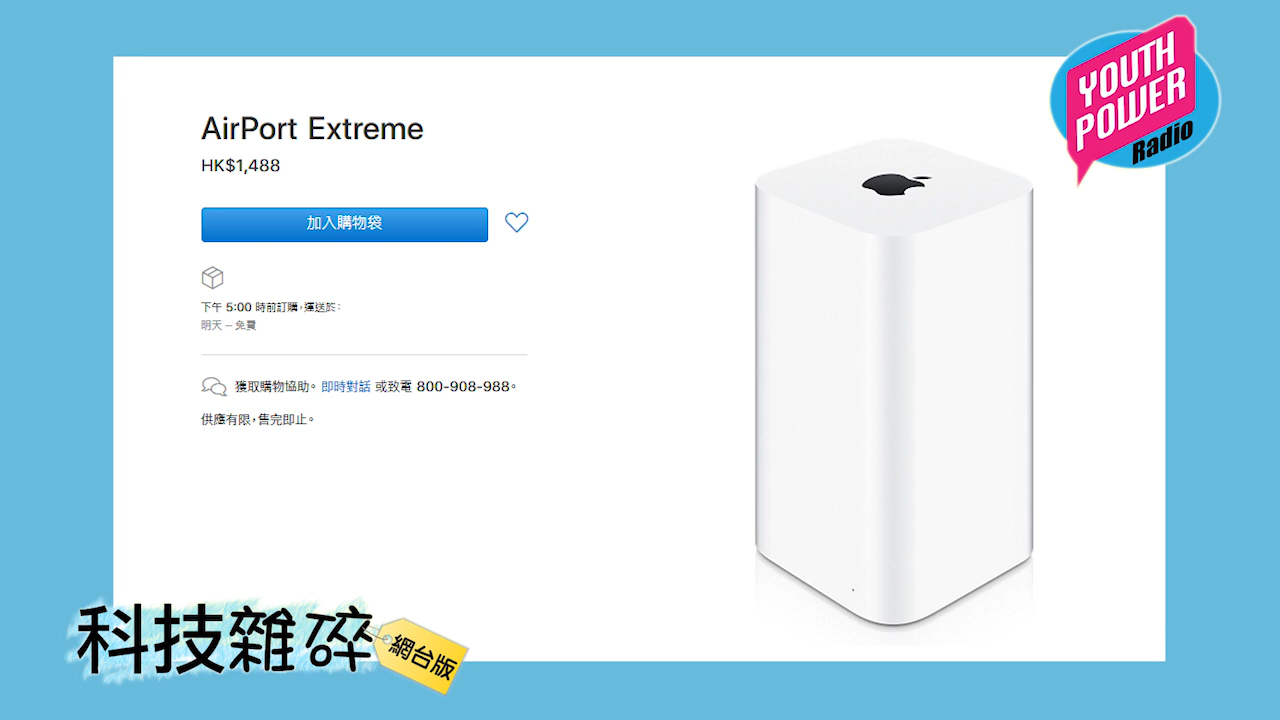 AirPort Extreme
HK$1,488
加入購物袋
下午 5:00 時前訂購，運送於：
明天 – 免費
獲取購物協助。即時對話 或致電 800-908-988。
供應有限，售完即止。
YOUTH
POWER
Radio
科技雜碎
網台版